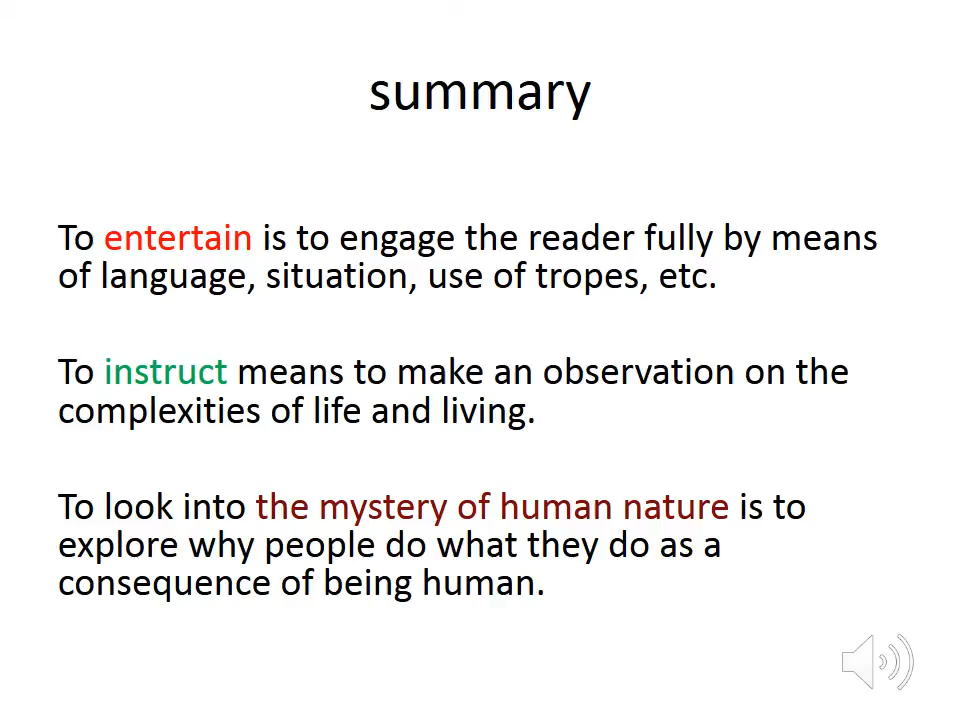 summary
To entertain is to engage the reader fully by means
of language, situation, use of tropes, etc.
To instruct means to make an observation on the
complexities of life and living.
To look into the mystery of human nature is to
explore why people do what they do as a
consequence of being human.